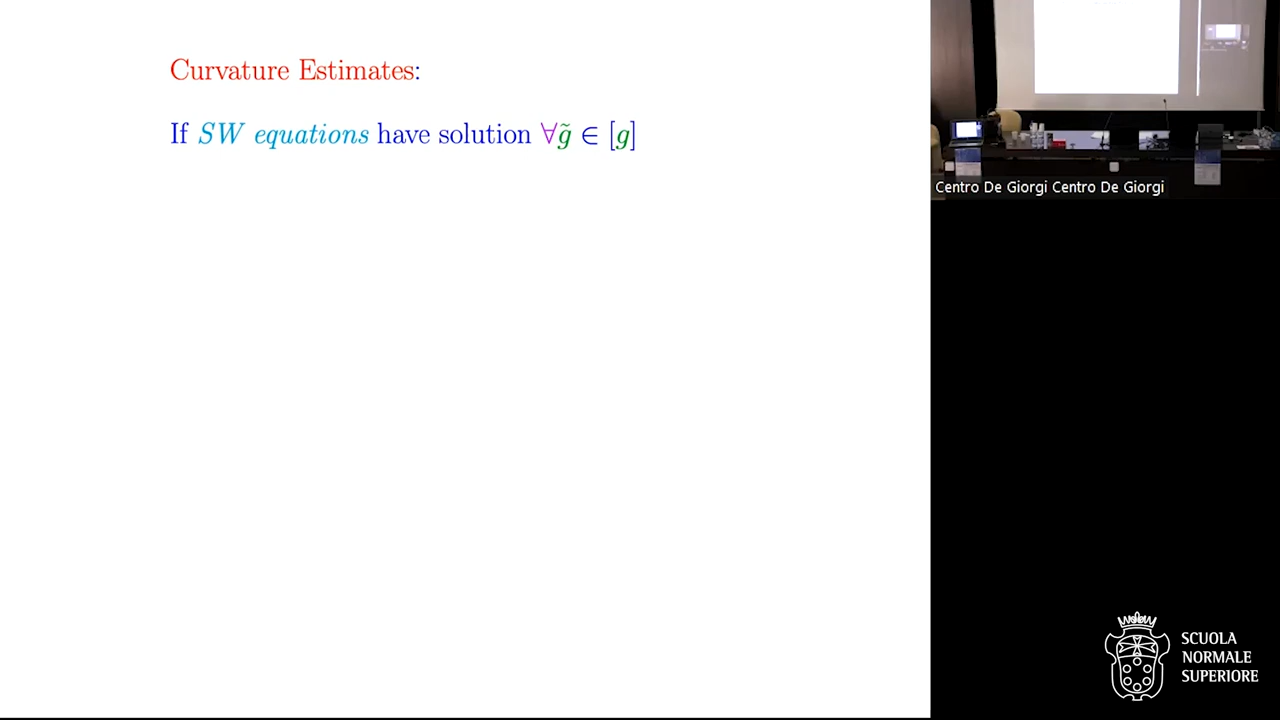 Curvature Estimates:
If SW equations have solution ∀g̃ ∈ [g]
Centro De Giorgi Centro De Giorgi
SCUOLA
NORMALE
SUPERIORE